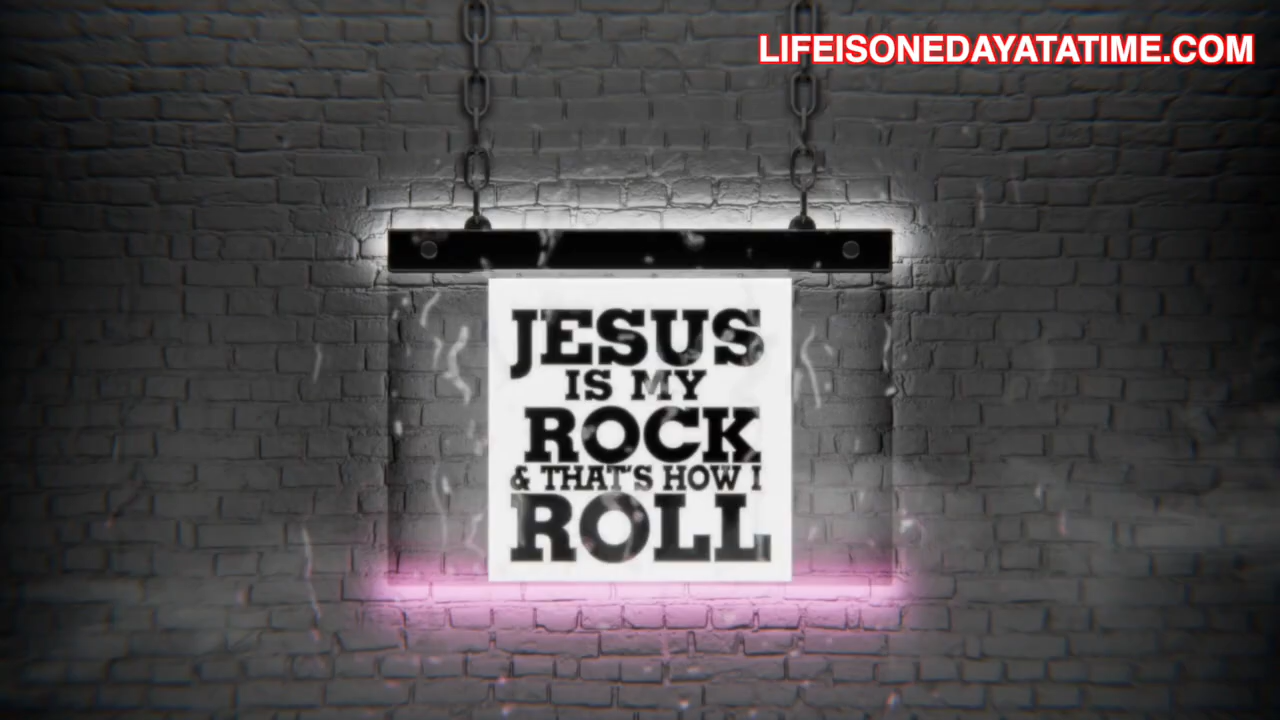 LIFEISONEDAYATATIME.COM
JESUS
IS MY
ROCK
& THAT'S HOW I
ROLL